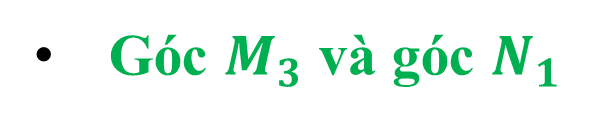 • Góc M₃ và góc N₁